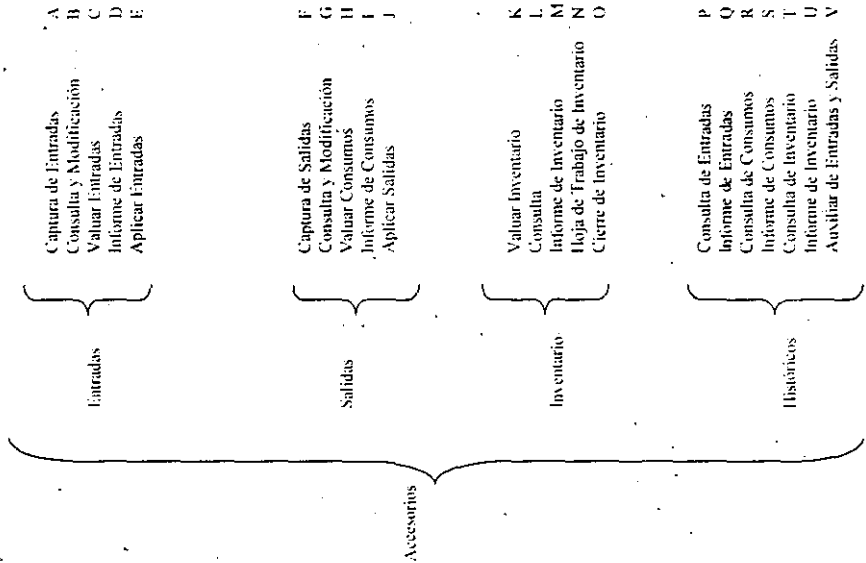 Accesorios
Entradas
Captura de Entradas A
Consulta y Modificación B
Valuar Entradas C
Informe de Entradas D
Aplicar Entradas E
Salidas
Captura de Salidas F
Consulta y Modificación G
Valuar Consumos H
Informe de Consumos I
Aplicar Salidas J
Inventario
Valuar Inventario K
Consulta L
Informe de Inventario M
Hoja de Trabajo de Inventario N
Cierre de Inventario O
Históricos
Consulta de Entradas P
Informe de Entradas Q
Consulta de Consumos R
Informe de Consumos S
Consulta de Inventario T
Informe de Inventario U
Auxiliar de Entradas y Salidas V